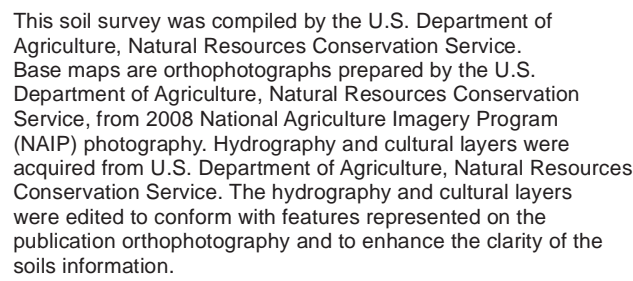 This soil survey was compiled by the U.S. Department of
Agriculture, Natural Resources Conservation Service.
Base maps are orthophotographs prepared by the U.S.
Department of Agriculture, Natural Resources Conservation
Service, from 2008 National Agriculture Imagery Program
(NAIP) photography. Hydrography and cultural layers were
acquired from U.S. Department of Agriculture, Natural Resources
Conservation Service. The hydrography and cultural layers
were edited to conform with features represented on the
publication orthophotography and to enhance the clarity of the
soils information.